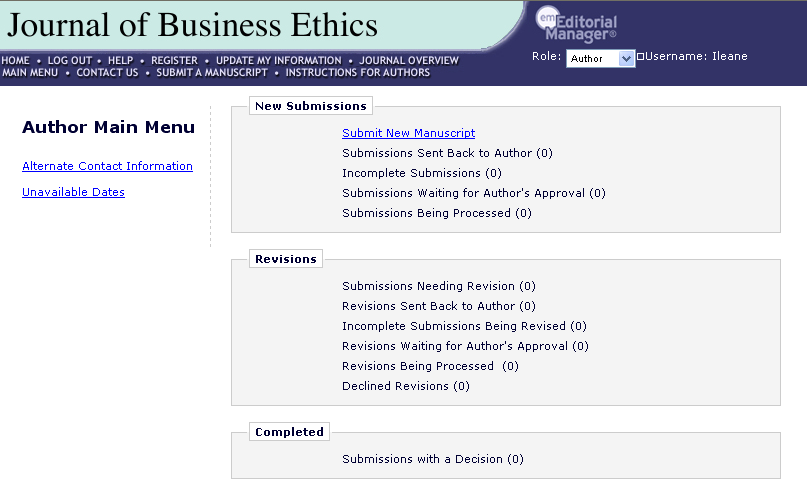 Journal of Business Ethics
em Editorial Manager®
HOME • LOG OUT • HELP • REGISTER • UPDATE MY INFORMATION • JOURNAL OVERVIEW
MAIN MENU • CONTACT US • SUBMIT A MANUSCRIPT • INSTRUCTIONS FOR AUTHORS
Role: Author Username: Ileane
Author Main Menu
Alternate Contact Information
Unavailable Dates
New Submissions
Submit New Manuscript
Submissions Sent Back to Author (0)
Incomplete Submissions (0)
Submissions Waiting for Author's Approval (0)
Submissions Being Processed (0)
Revisions
Submissions Needing Revision (0)
Revisions Sent Back to Author (0)
Incomplete Submissions Being Revised (0)
Revisions Waiting for Author's Approval (0)
Revisions Being Processed (0)
Declined Revisions (0)
Completed
Submissions with a Decision (0)